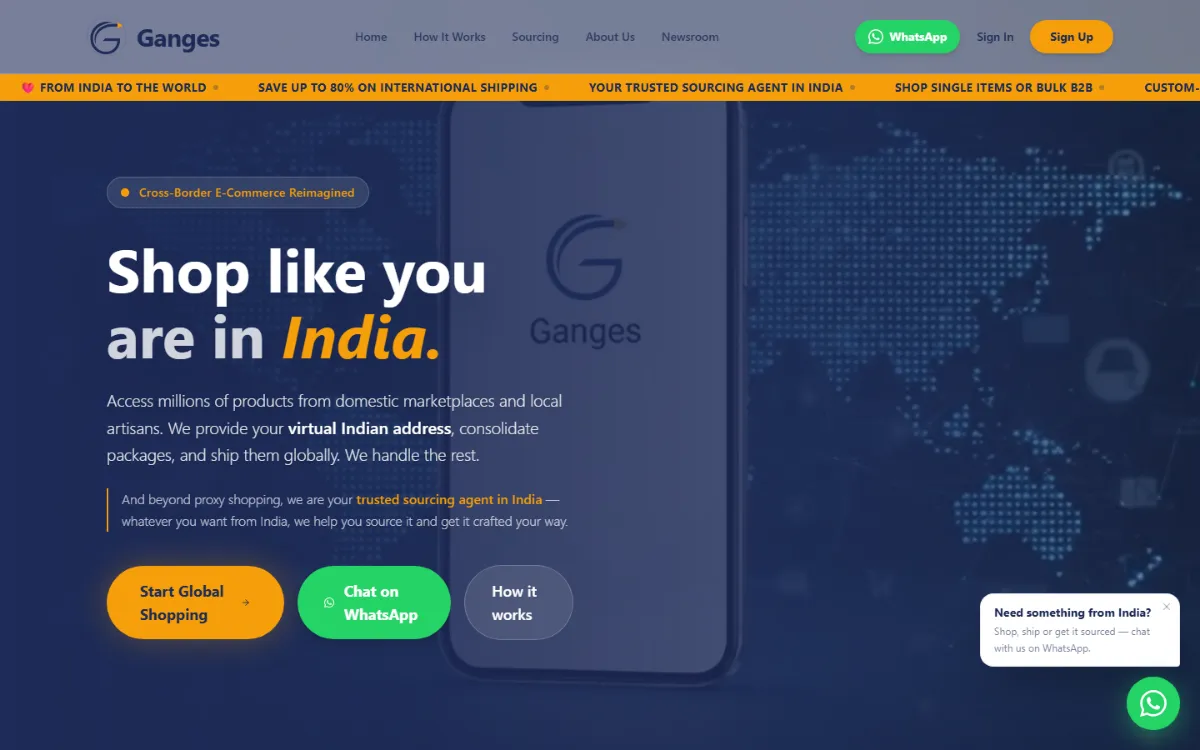 Ganges
Home
How It Works
Sourcing
About Us
Newsroom
WhatsApp
Sign In
Sign Up
FROM INDIA TO THE WORLD
SAVE UP TO 80% ON INTERNATIONAL SHIPPING
YOUR TRUSTED SOURCING AGENT IN INDIA
SHOP SINGLE ITEMS OR BULK B2B
CUSTOM-
Cross-Border E-Commerce Reimagined
Shop like you
are in India.
Ganges
Access millions of products from domestic marketplaces and local
artisans. We provide your virtual Indian address, consolidate
packages, and ship them globally. We handle the rest.
And beyond proxy shopping, we are your trusted sourcing agent in India —
whatever you want from India, we help you source it and get it crafted your way.
Start Global
Shopping
Chat on
WhatsApp
How it
works
Need something from India?
Shop, ship or get it sourced — chat
with us on WhatsApp.